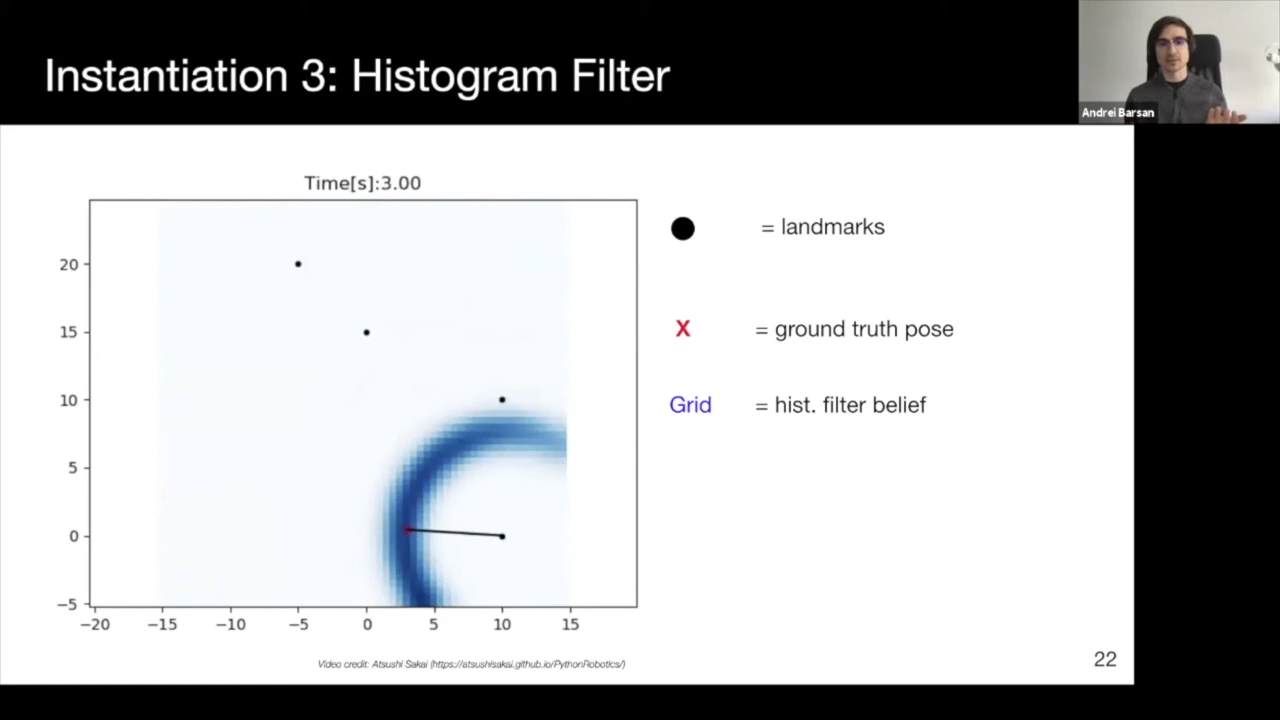 Instantiation 3: Histogram Filter
Andrei Barsan
Time[s]:3.00
20
15
10
5
0
−5
−20
−15
−10
−5
0
5
10
15
= landmarks
X = ground truth pose
Grid = hist. filter belief
Video credit: Atsushi Sakai (https://atsushisakai.github.io/PythonRobotics/)
22